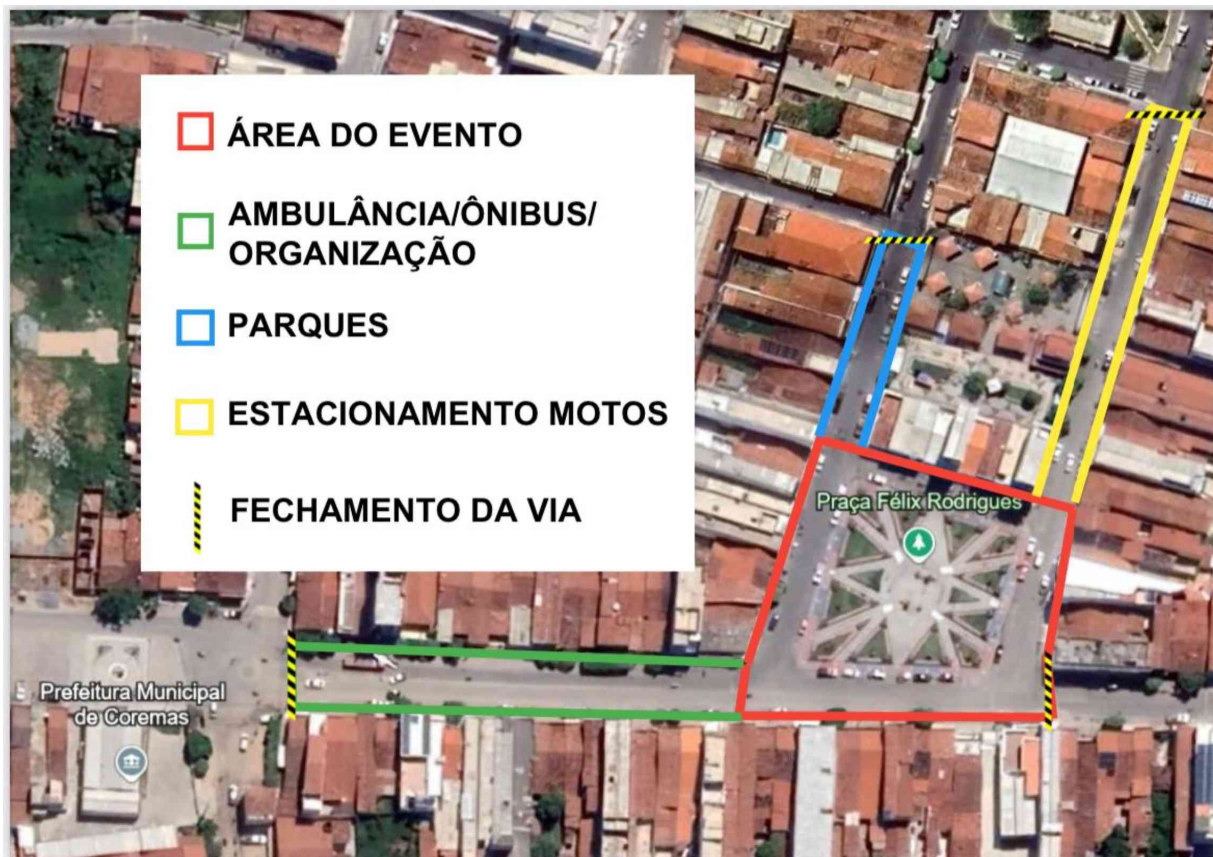 ÁREA DO EVENTO
AMBULÂNCIA/ÔNIBUS/
ORGANIZAÇÃO
PARQUES
ESTACIONAMENTO MOTOS
FECHAMENTO DA VIA
Praça Félix Rodrigues
Prefeitura Municipal
de Coremas